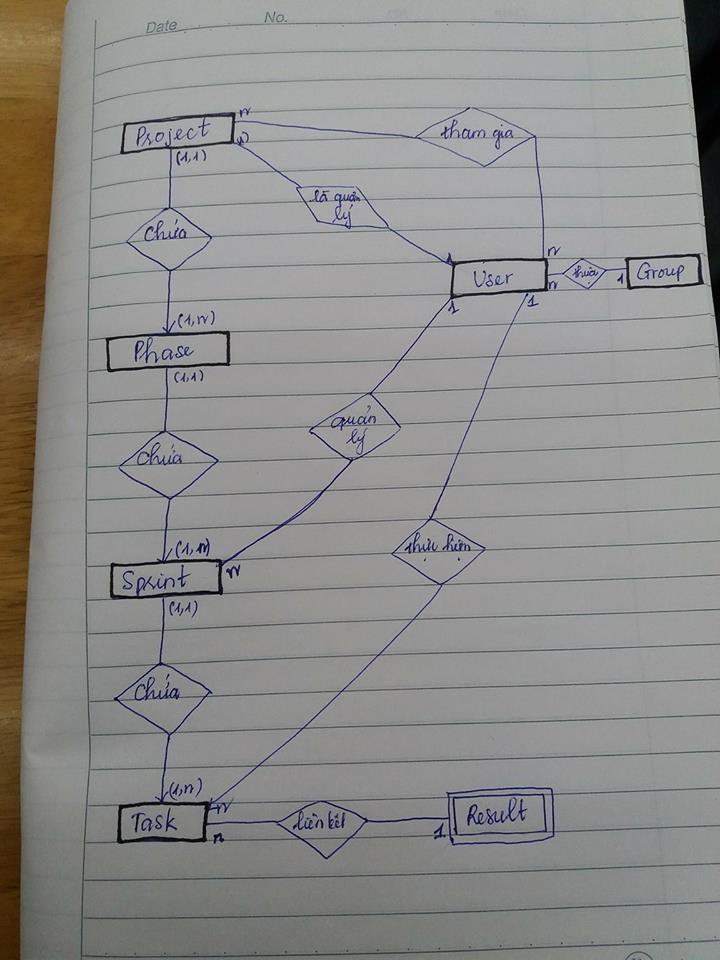 Date No.
n
Project
tham gia
n
(1,1)
là quản
lý
Chứa
1
n
User
n
thuộc
1
Group
1
1
(1,n)
Phase
(1,1)
quản
lý
Chứa
(1,n)
n
Sprint
thực hiện
(1,1)
Chứa
(1,n)
n
Task
n
liên kết
1
Result